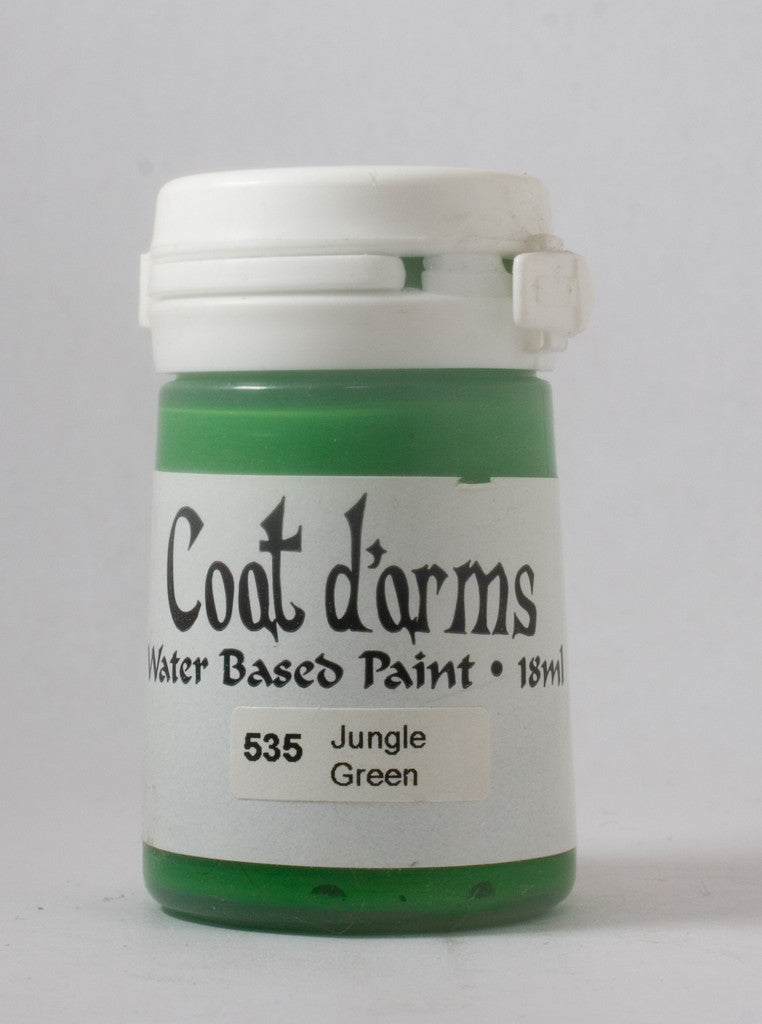 Coat d'arms
Water Based Paint • 18ml
535 Jungle
Green